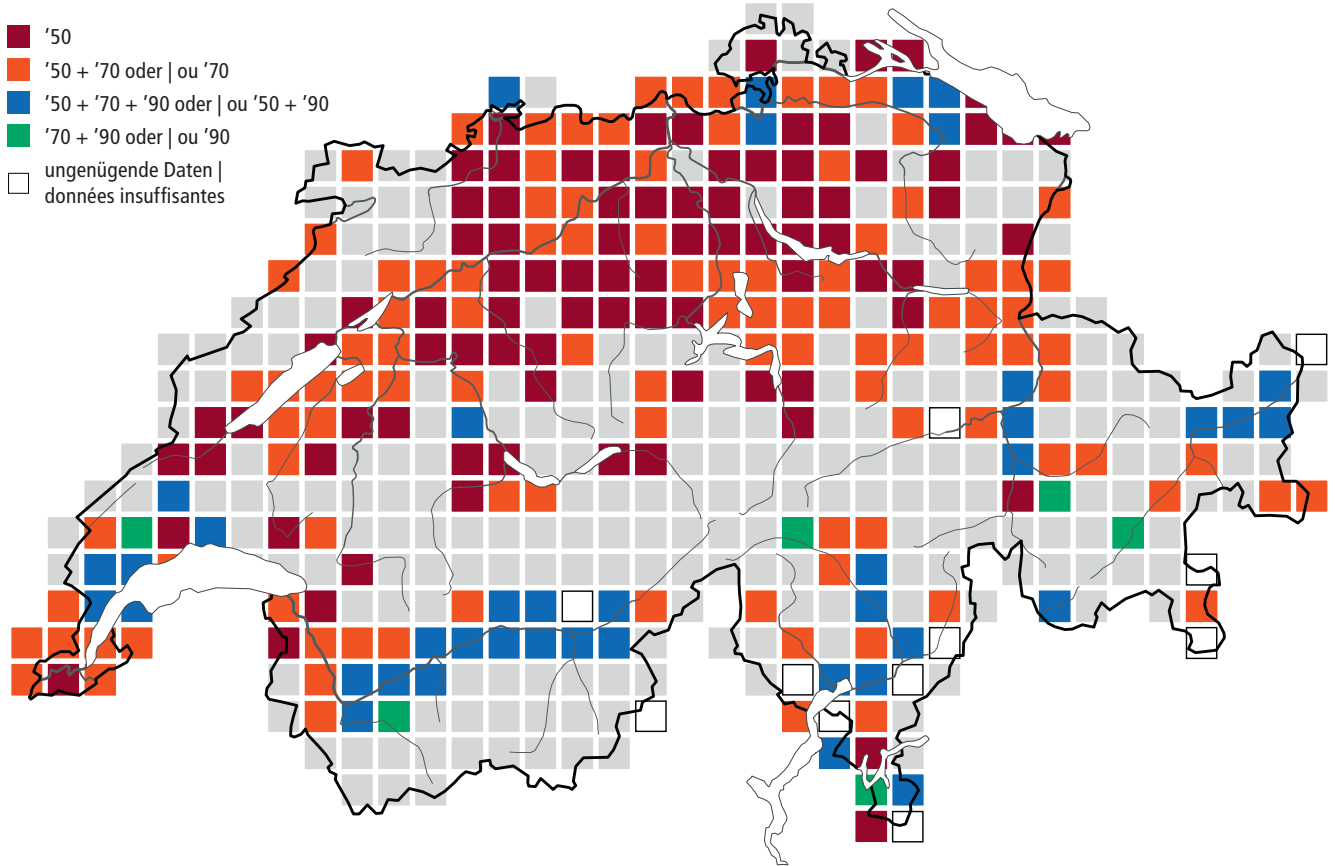 ’50
’50 + ’70 oder | ou ’70
’50 + ’70 + ’90 oder | ou ’50 + ’90
’70 + ’90 oder | ou ’90
ungenügende Daten |
données insuffisantes